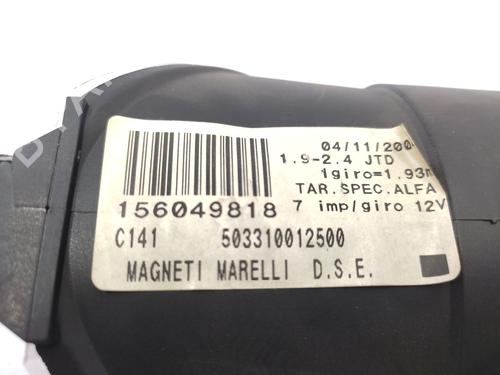 04/11/200
1.9-2.4 JTD
1giro=1.93m
TAR.SPEC.ALFA
156049818 7 imp/giro 12V
C141 503310012500
MAGNETI MARELLI D.S.E.